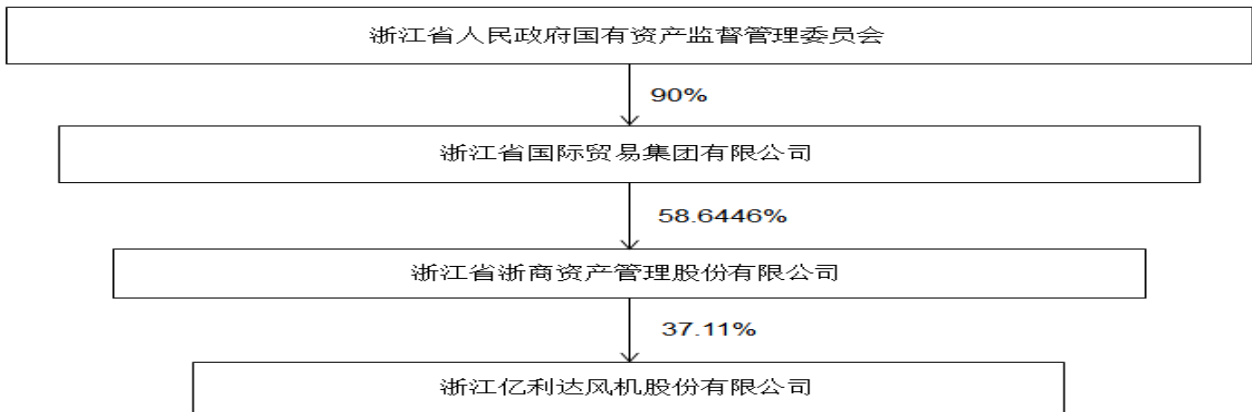 浙江省人民政府国有资产监督管理委员会
90%
浙江省国际贸易集团有限公司
58.6446%
浙江省浙商资产管理股份有限公司
37.11%
浙江亿利达风机股份有限公司